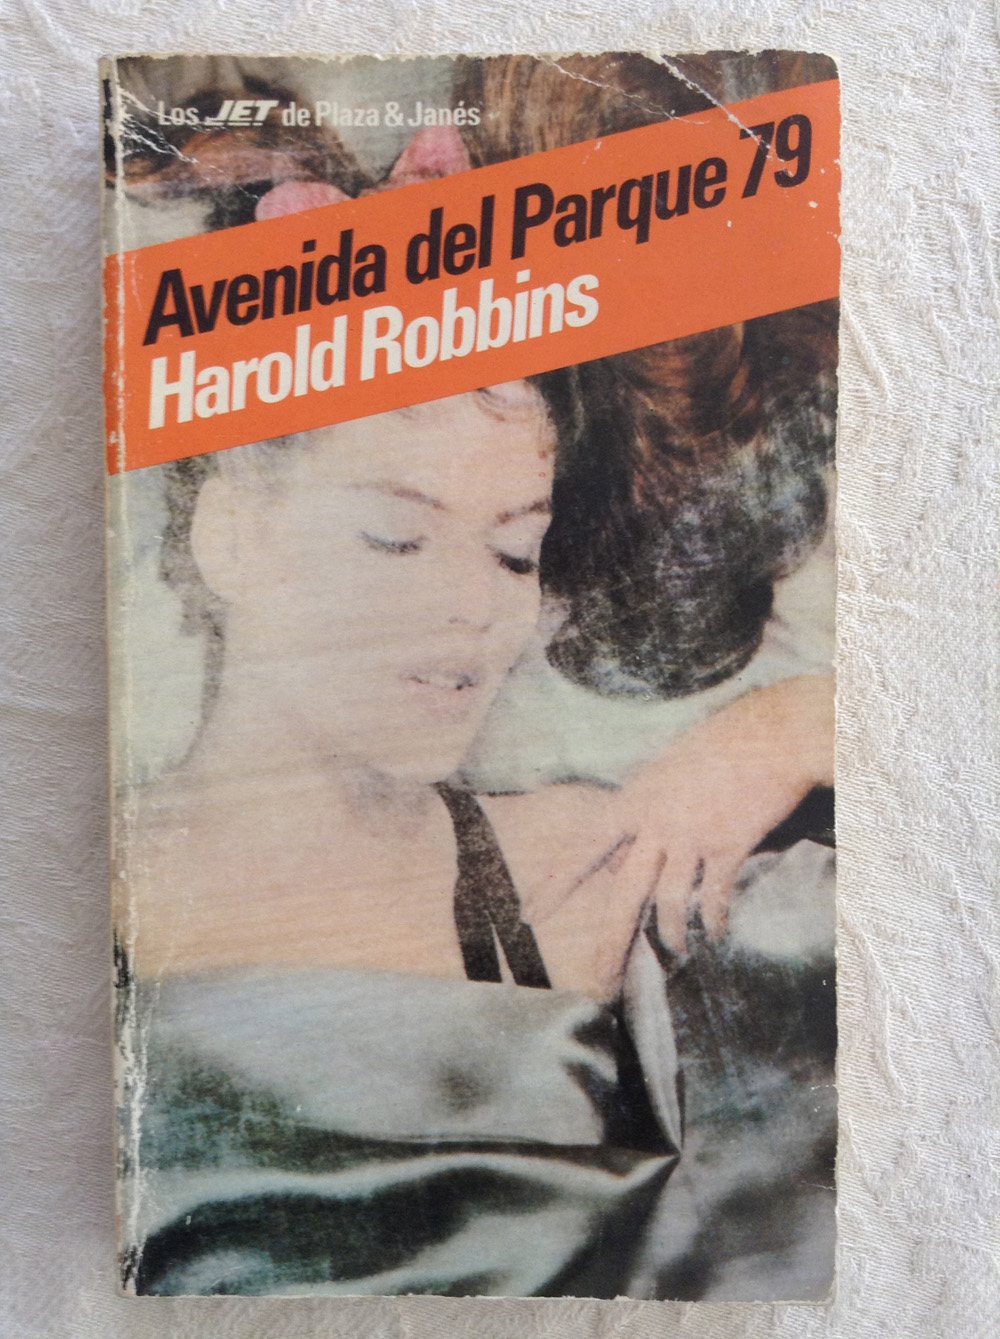 Los JET de Plaza & Janés
Avenida del Parque 79
Harold Robbins